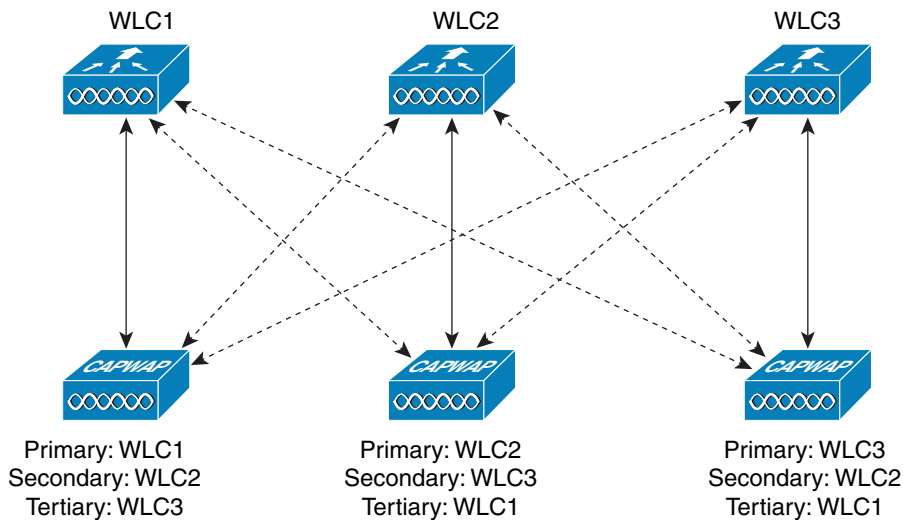 WLC1
WLC2
WLC3
CAPWAP
CAPWAP
CAPWAP
Primary: WLC1
Secondary: WLC2
Tertiary: WLC3
Primary: WLC2
Secondary: WLC3
Tertiary: WLC1
Primary: WLC3
Secondary: WLC2
Tertiary: WLC1